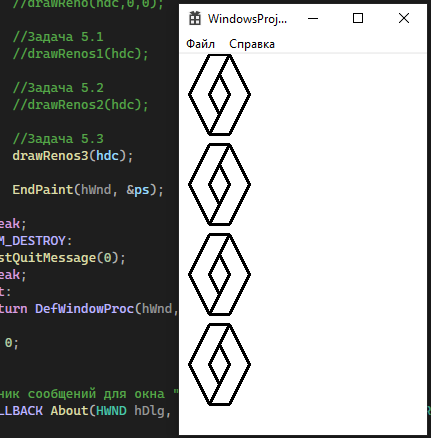 //drawReno(hdc,0,0);
//Задача 5.1
//drawRenos1(hdc);
//Задача 5.2
//drawRenos2(hdc);
//Задача 5.3
drawRenos3(hdc);
EndPaint(hWnd, &ps);
eak;
M_DESTROY:
stQuitMessage(0);
eak;
t:
turn DefWindowProc(hWnd,
0;
ник сообщений для окна "
LLBACK About(HWND hDlg,
R
WindowsProj...
Файл Справка